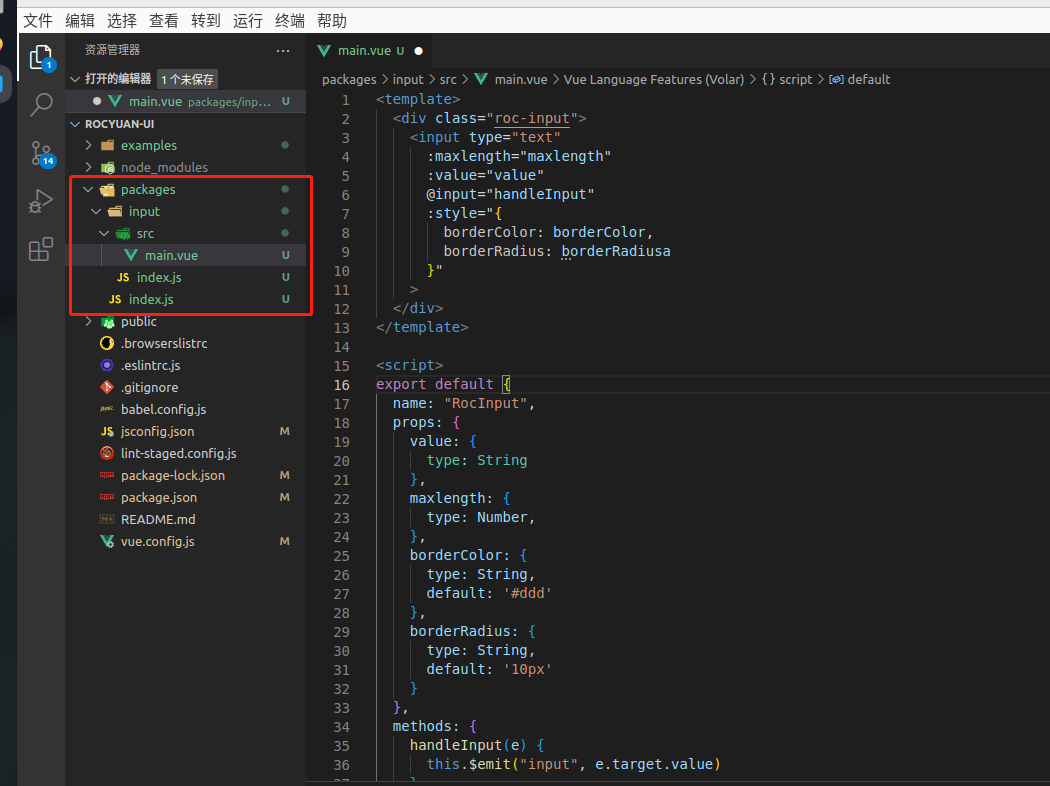 文件 编辑 选择 查看 转到 运行 终端 帮助
资源管理器 ···
打开的编辑器 1 个未保存
main.vue packages/inp... U
ROCYUAN-UI
examples
node_modules
packages
input
src
main.vue U
JS index.js U
JS index.js U
public
.browserslistrc
.eslintrc.js
.gitignore
babel.config.js
JS jsconfig.json M
lint-staged.config.js
package-lock.json M
package.json M
README.md
vue.config.js M
1
14
main.vue U
packages > input > src > main.vue > Vue Language Features (Volar) > {} script > default
1 <template>
2 <div class="roc-input">
3 <input type="text"
4 :maxlength="maxlength"
5 :value="value"
6 @input="handleInput"
7 :style="{
8 borderColor: borderColor,
9 borderRadius: borderRadiusa
10 }"
11 >
12 </div>
13 </template>
14
15 <script>
16 export default {
17 name: "RocInput",
18 props: {
19 value: {
20 type: String
21 },
22 maxlength: {
23 type: Number,
24 },
25 borderColor: {
26 type: String,
27 default: '#ddd'
28 },
29 borderRadius: {
30 type: String,
31 default: '10px'
32 }
33 },
34 methods: {
35 handleInput(e) {
36 this.$emit("input", e.target.value)